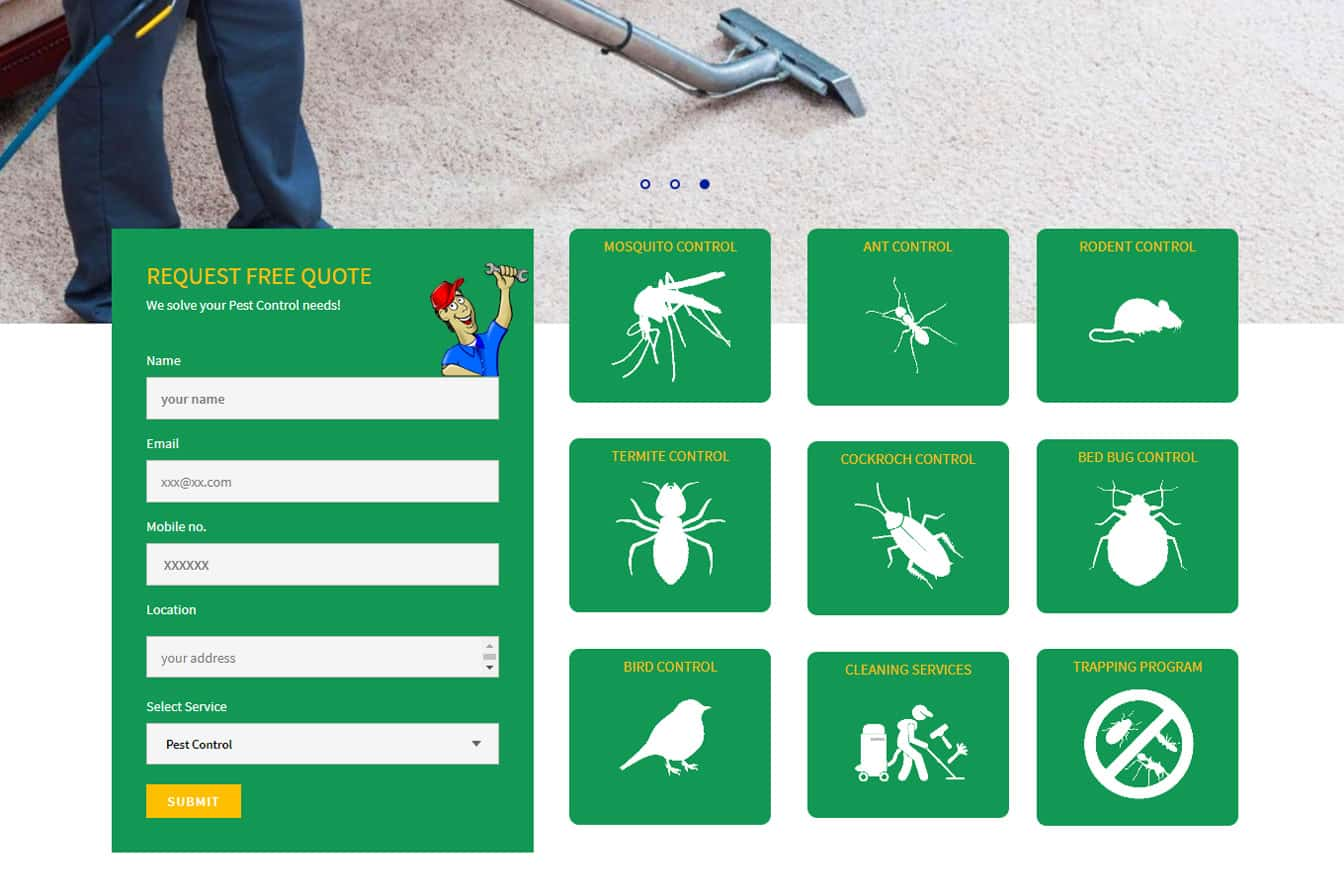 REQUEST FREE QUOTE
We solve your Pest Control needs!
Name
your name
Email
xxx@xx.com
Mobile no.
XXXXXX
Location
your address
Select Service
Pest Control
SUBMIT
MOSQUITO CONTROL
ANT CONTROL
RODENT CONTROL
TERMITE CONTROL
COCKROCH CONTROL
BED BUG CONTROL
BIRD CONTROL
CLEANING SERVICES
TRAPPING PROGRAM